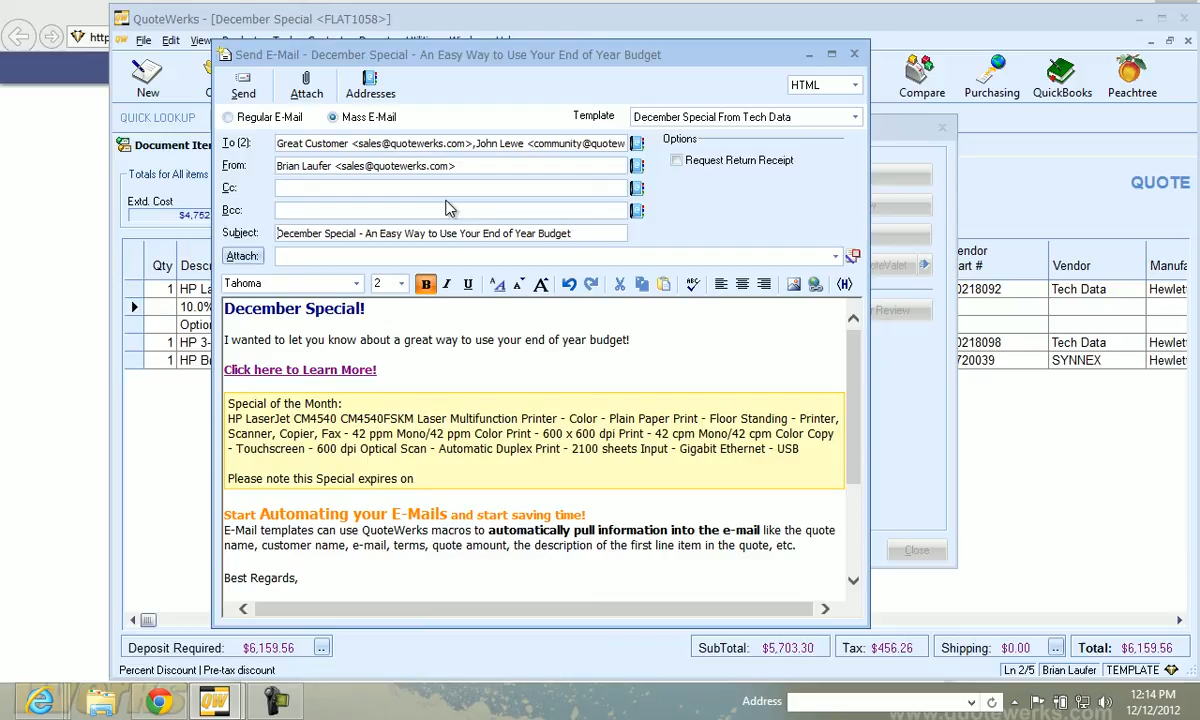 QuoteWerks - [December Special <FLAT1058>]
http
File Edit View
New
QUICK LOOKUP
Compare Purchasing QuickBooks Peachtree
Document Iter
Totals for All items
Extd. Cost
$4,752
QUOTE
Send E-Mail - December Special - An Easy Way to Use Your End of Year Budget
Send Attach Addresses
HTML
Regular E-Mail Mass E-Mail Template December Special From Tech Data
To (2): Great Customer <sales@quotewerks.com>,John Lewe <community@quotew
Options
From: Brian Laufer <sales@quotewerks.com>
Request Return Receipt
Cc:
Bcc:
Subject: December Special - An Easy Way to Use Your End of Year Budget
Attach:
Tahoma 2 B I U
December Special!
I wanted to let you know about a great way to use your end of year budget!
Click here to Learn More!
Special of the Month:
HP LaserJet CM4540 CM4540FSKM Laser Multifunction Printer - Color - Plain Paper Print - Floor Standing - Printer,
Scanner, Copier, Fax - 42 ppm Mono/42 ppm Color Print - 600 x 600 dpi Print - 42 cpm Mono/42 cpm Color Copy
- Touchscreen - 600 dpi Optical Scan - Automatic Duplex Print - 2100 sheets Input - Gigabit Ethernet - USB
Please note this Special expires on
Start Automating your E-Mails and start saving time!
E-Mail templates can use QuoteWerks macros to automatically pull information into the e-mail like the quote
name, customer name, e-mail, terms, quote amount, the description of the first line item in the quote, etc.
Best Regards,
Qty Descr
1 HP La
10.0%
Option
1 HP 3-
1 HP Br
endor
art # Vendor Manufa
0218092 Tech Data Hewlet
0218098 Tech Data Hewlet
720039 SYNNEX Hewlet
oteValet
r Review
Close
Deposit Required: $6,159.56 ..
SubTotal: $5,703.30 Tax: $456.26 Shipping: $0.00 .. Total: $6,159.56
Percent Discount | Pre-tax discount
Ln 2/5 Brian Laufer TEMPLATE
Address
12:14 PM
12/12/2012
www.quotewerks.com